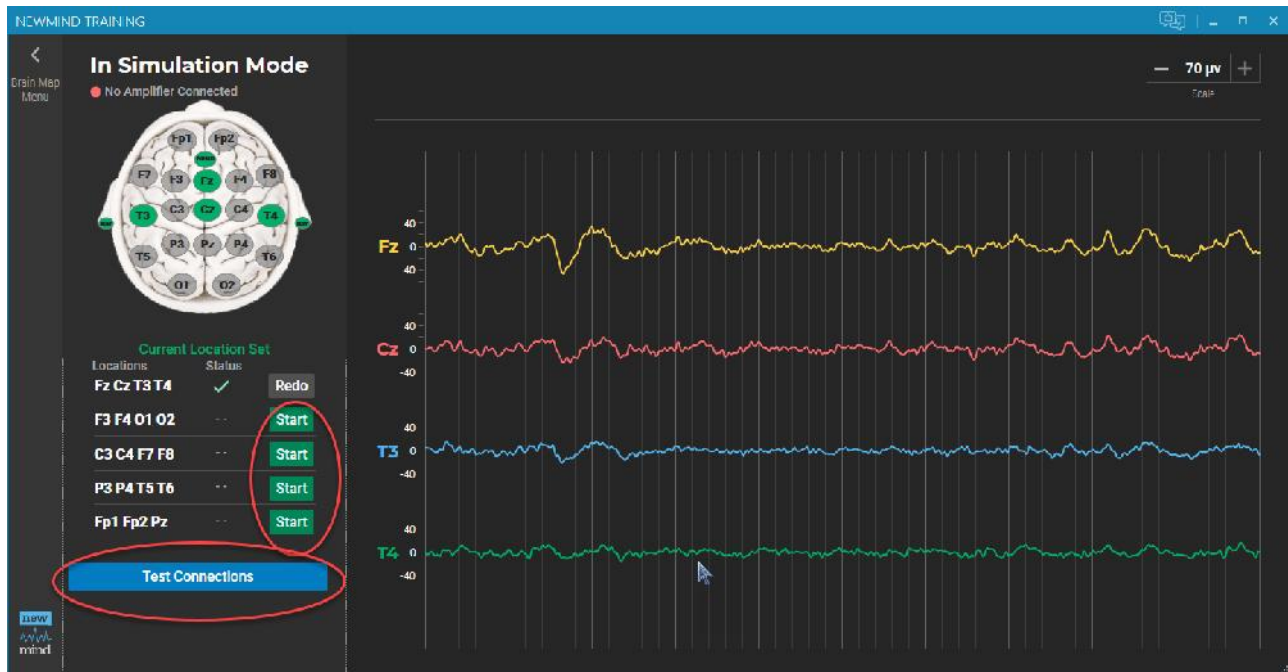 NEWMIND TRAINING
Brain Map
Menu
In Simulation Mode
No Amplifier Connected
Fp1 Fp2
F7 F3 Fz F4 F8
T3 C3 Cz C4 T4
T5 P3 Pz P4 T6
O1 O2
Current Location Set
Locations Status
Fz Cz T3 T4 Redo
F3 F4 O1 O2 -- Start
C3 C4 F7 F8 -- Start
P3 P4 T5 T6 -- Start
Fp1 Fp2 Pz -- Start
Test Connections
new
mind
— 70 µv +
Scale
40
Fz 0
40
40
Cz 0
-40
40
T3 0
-40
40
T4 0
-40